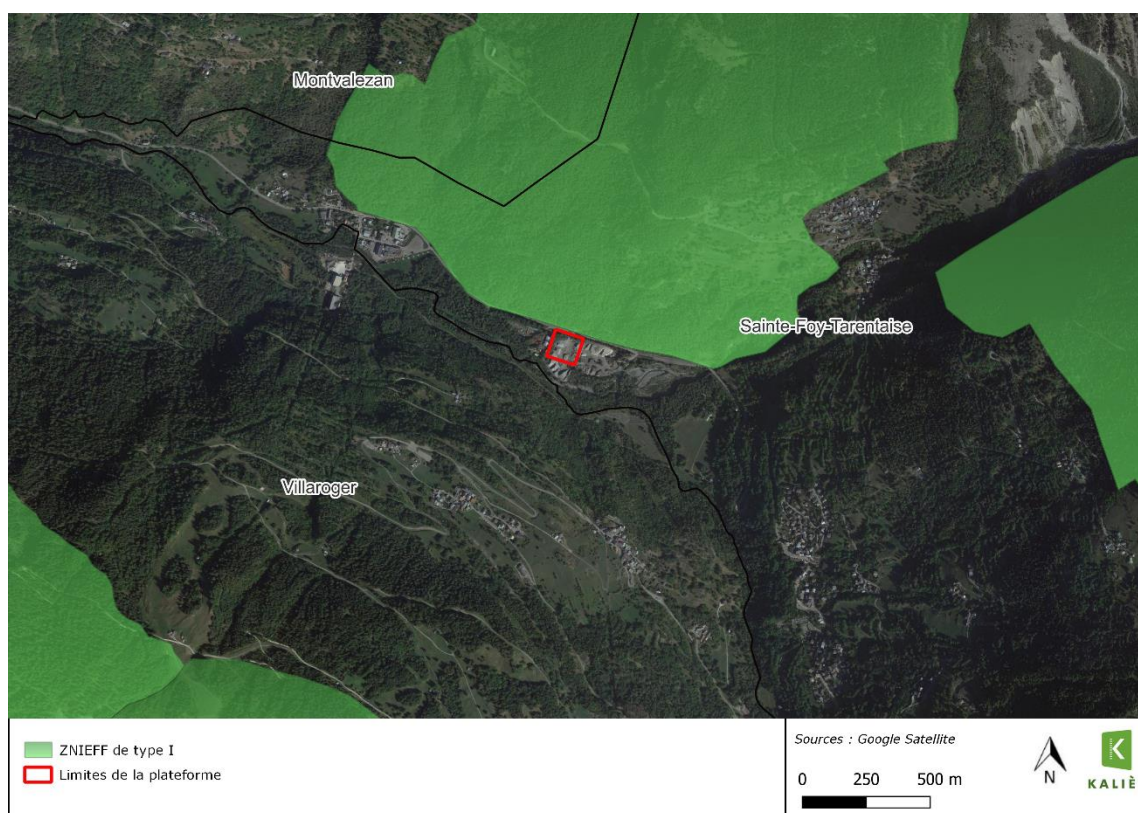 Montvalezan
Sainte-Foy-Tarentaise
Villaroger
ZNIEFF de type I
Limites de la plateforme
Sources : Google Satellite
0 250 500 m
N
K
KALIÈ